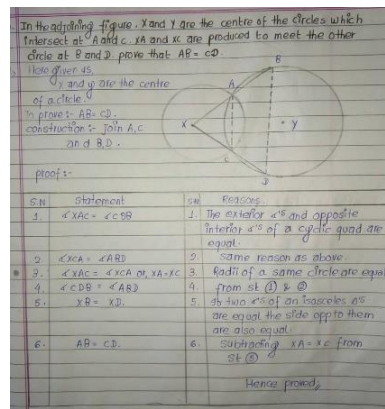 In the adjoining figure, X and Y are the centre of the circles which
intersect at A and C. XA and XC are produced to meet the other
circle at B and D. prove that AB = CD.
Here given is,
X and Y are the centre
of a circle.
To prove :- AB = CD.
construction :- Join A, C
and B, D.
A
B
X
Y
C
D
proof :-
S.N Statement S.N Reasons
1. ∠XAC = ∠CDB 1. The exterior ∠'s and opposite
interior ∠'s of a cyclic quad are
equal.
2. ∠XCA = ∠ABD 2. same reason as above.
3. ∠XAC = ∠XCA or, XA = XC 3. Radii of a same circle are equal
4. ∠CDB = ∠ABD 4. from st ① & ②
5. XB = XD. 5. If two ∠'s of an isosceles Δ's
are equal the side opp to them
are also equal.
6. AB = CD. 6. Subtracting XA = XC from
st ⑤
Hence proved,